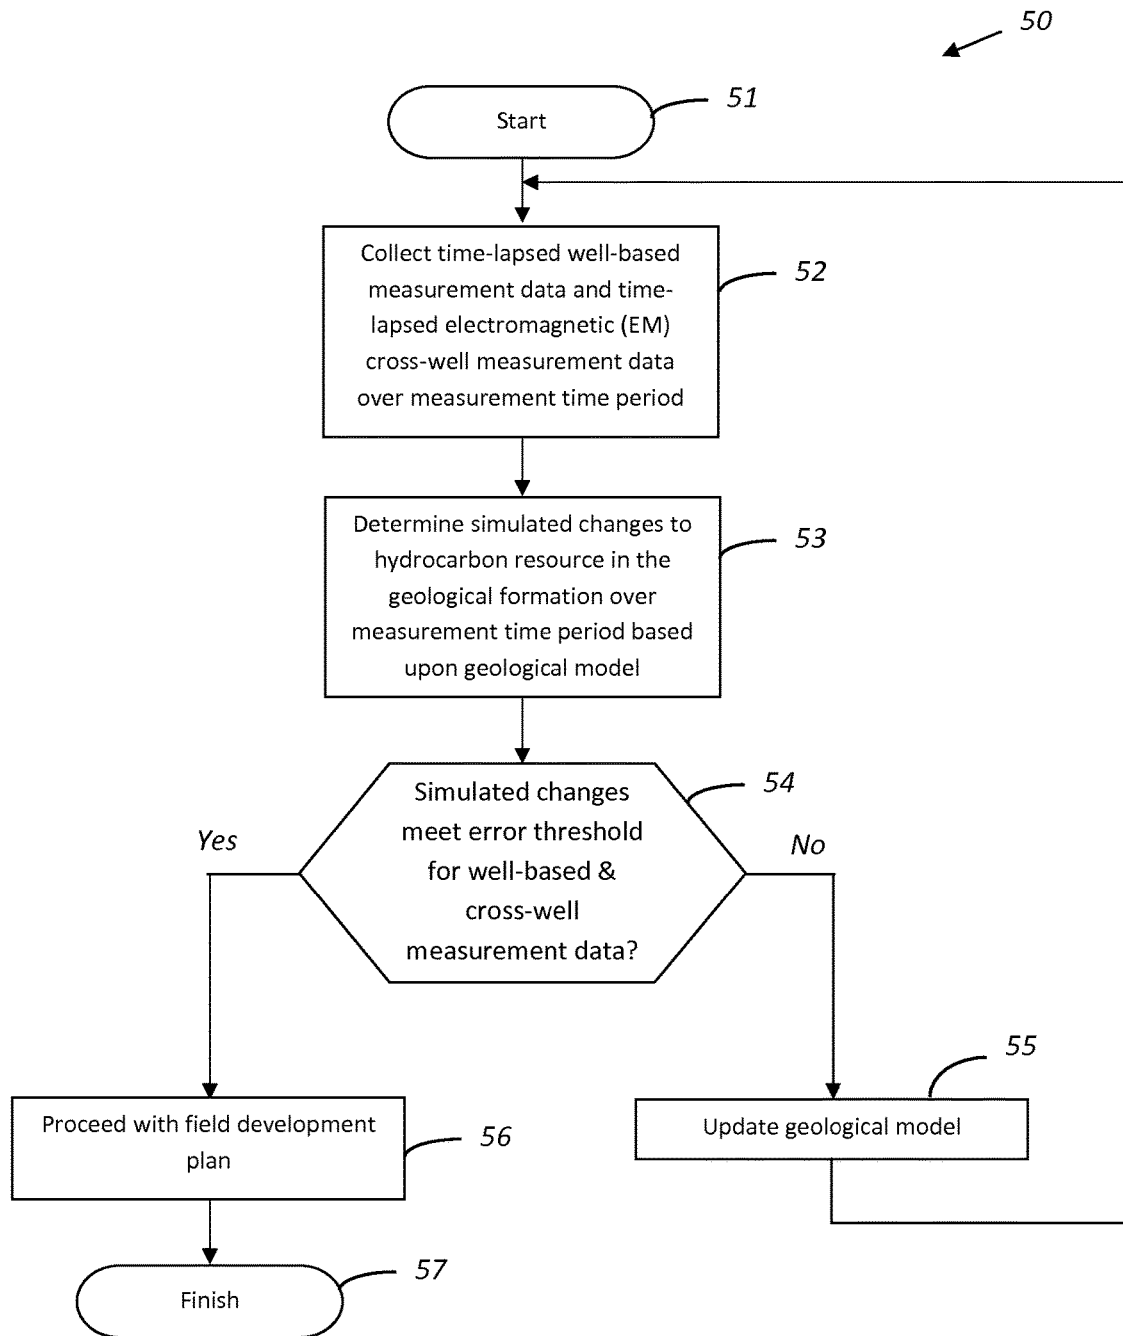 50
51
Start
Collect time-lapsed well-based
measurement data and time-
lapsed electromagnetic (EM)
cross-well measurement data
over measurement time period
52
Determine simulated changes to
hydrocarbon resource in the
geological formation over
measurement time period based
upon geological model
53
Simulated changes
meet error threshold
for well-based &
cross-well
measurement data?
54
Yes
No
55
Proceed with field development
plan
56
Update geological model
57
Finish